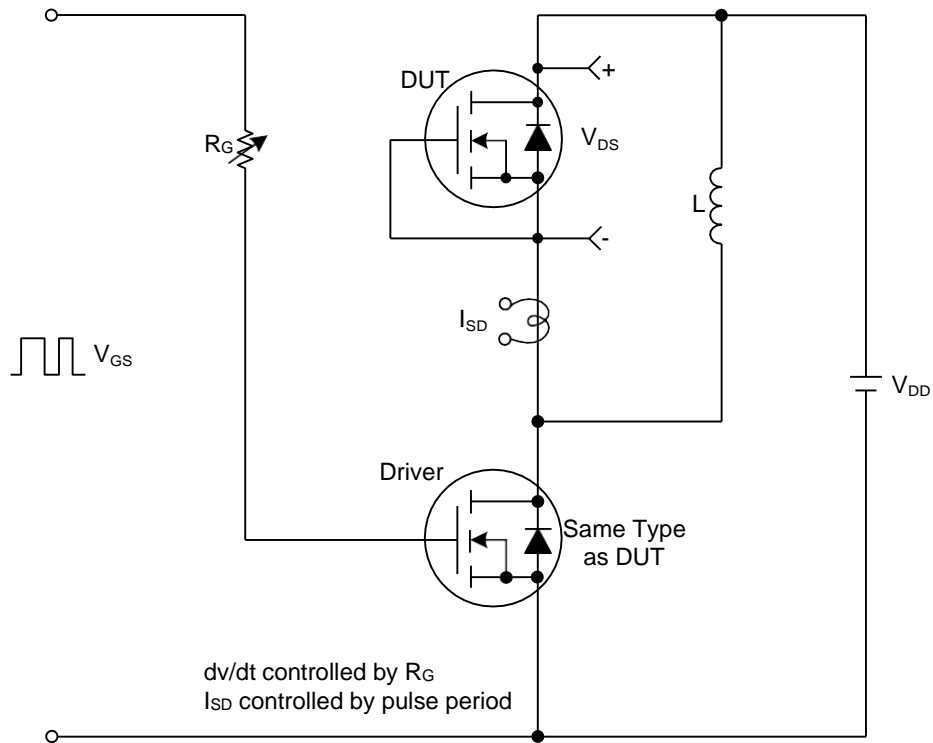 DUT
+
R_G
V_DS
L
-
I_SD
V_GS
V_DD
Driver
Same Type
as DUT
dv/dt controlled by R_G
I_SD controlled by pulse period